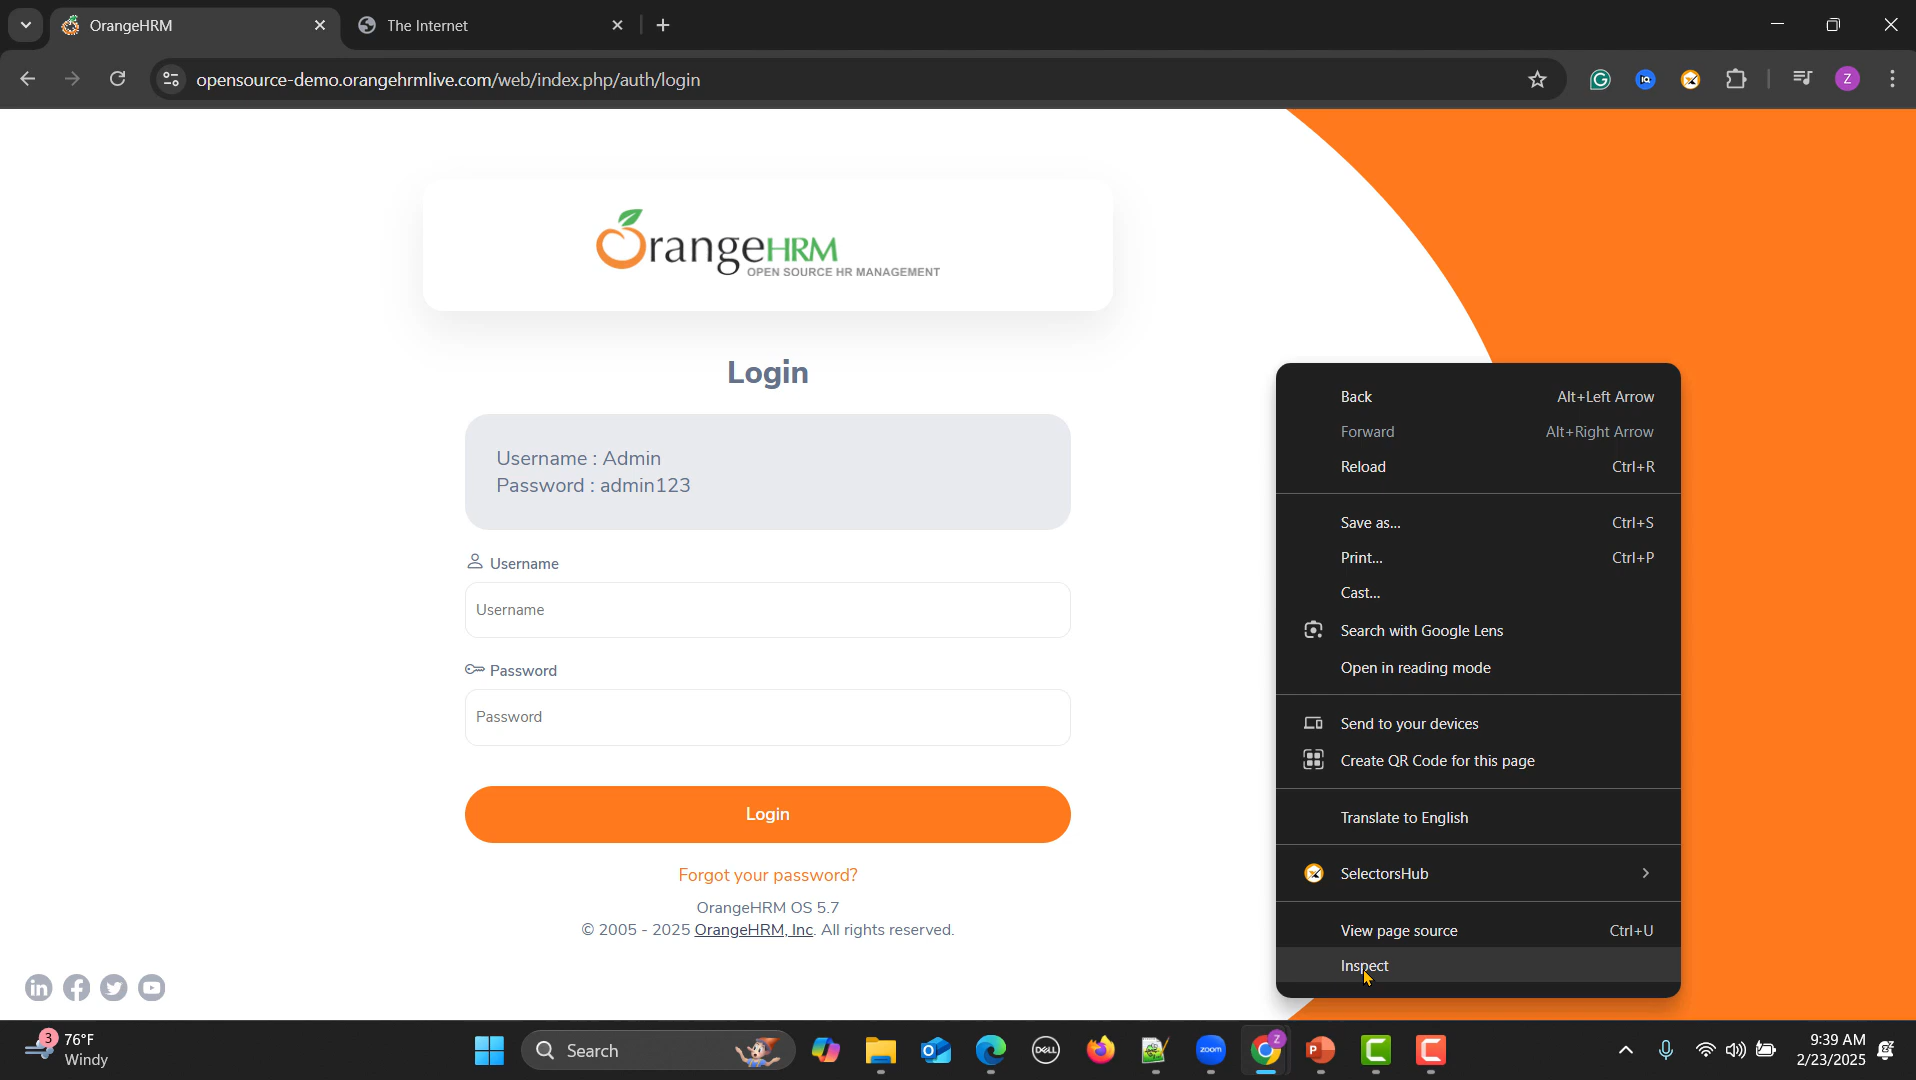 OrangeHRM
The Internet
opensource-demo.orangehrmlive.com/web/index.php/auth/login
Z
OrangeHRM
OPEN SOURCE HR MANAGEMENT
Login
Username : Admin
Password : admin123
Username
Username
Password
Password
Login
Forgot your password?
OrangeHRM OS 5.7
© 2005 - 2025 OrangeHRM, Inc. All rights reserved.
Back Alt+Left Arrow
Forward Alt+Right Arrow
Reload Ctrl+R
Save as... Ctrl+S
Print... Ctrl+P
Cast...
Search with Google Lens
Open in reading mode
Send to your devices
Create QR Code for this page
Translate to English
SelectorsHub
View page source Ctrl+U
Inspect
3
76°F
Windy
Search
DELL
zoom
Z
9:39 AM
2/23/2025